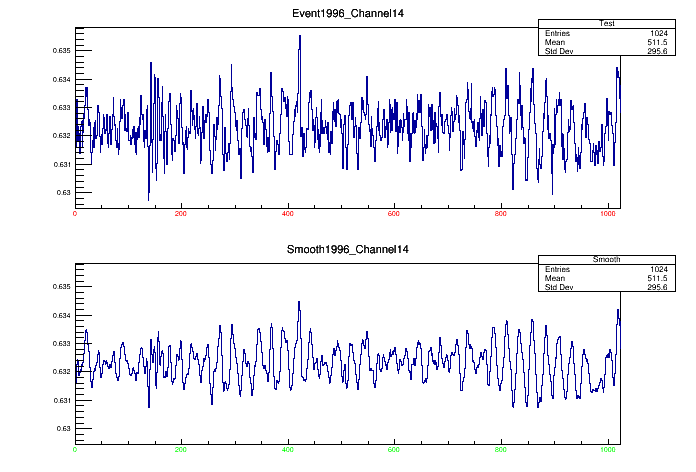 Event1996_Channel14
Test
Entries 1024
Mean 511.5
Std Dev 295.6
0.635
0.634
0.633
0.632
0.631
0.63
0 200 400 600 800 1000
Smooth1996_Channel14
Smooth
Entries 1024
Mean 511.5
Std Dev 295.6
0.635
0.634
0.633
0.632
0.631
0.63
0 200 400 600 800 1000